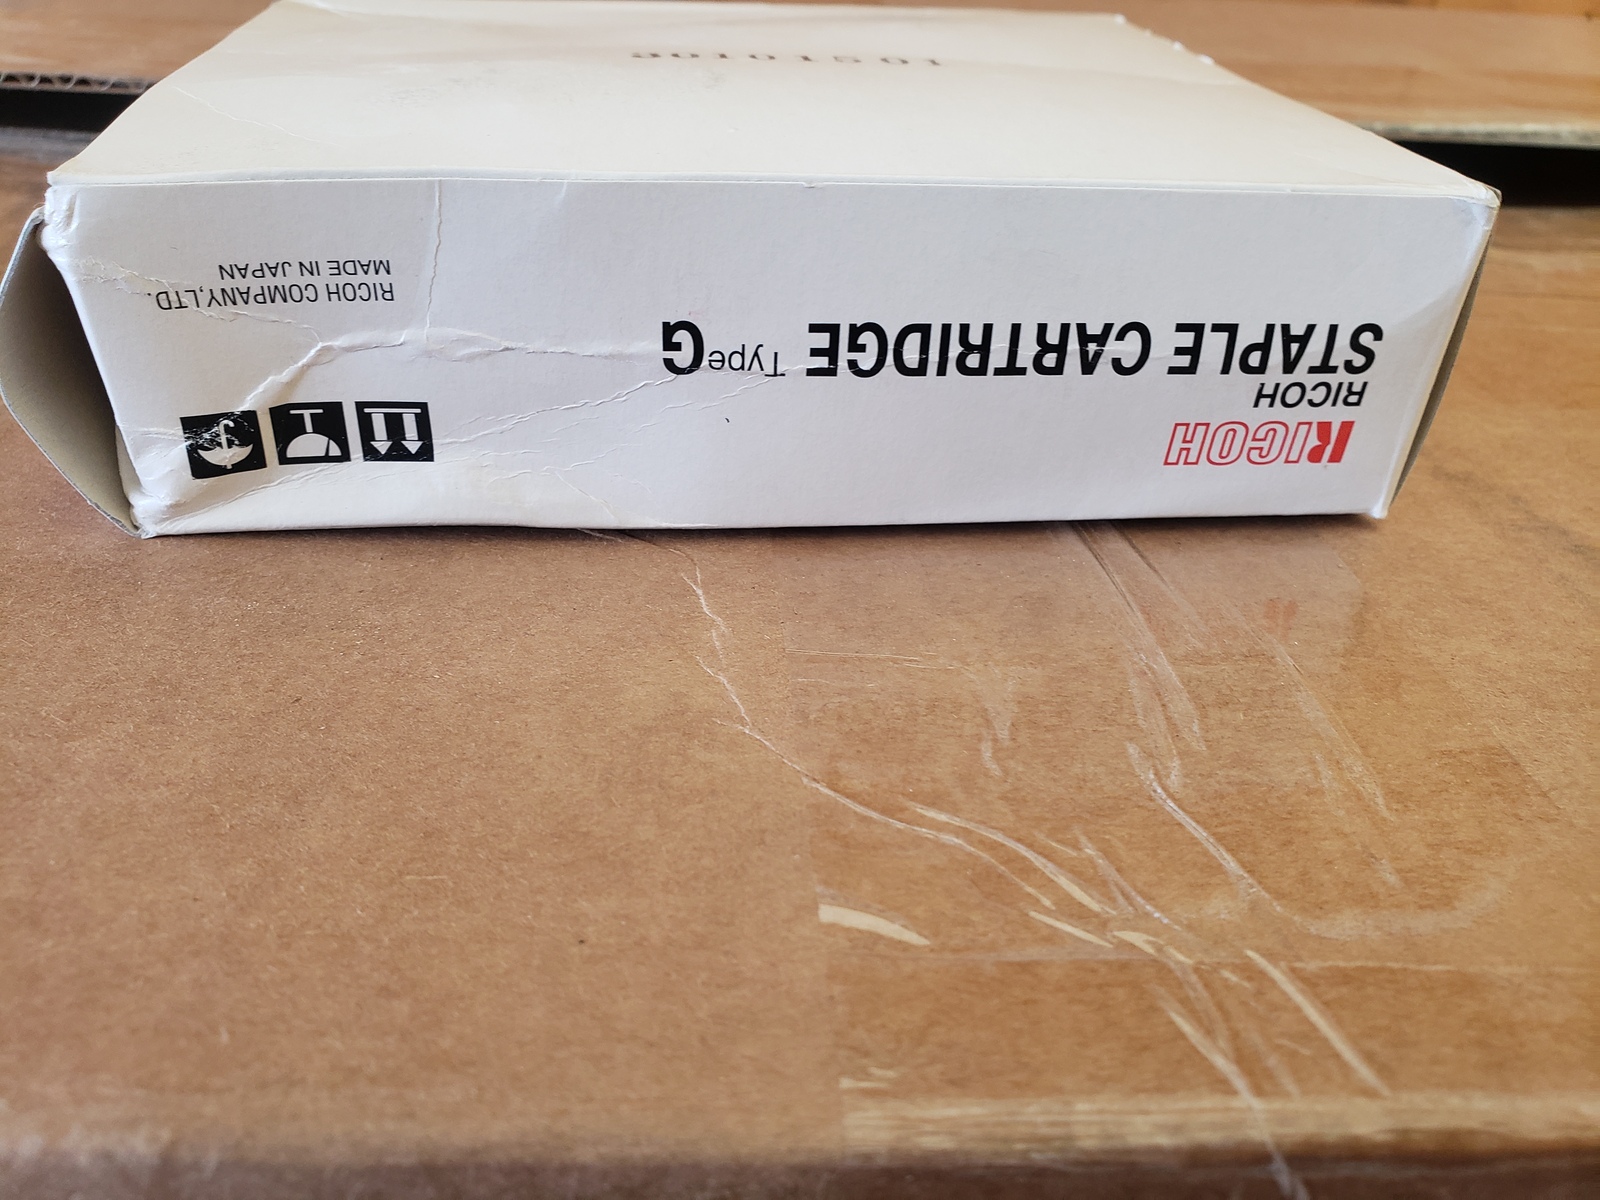 RICOH
RICOH
STAPLE CARTRIDGE Type G
RICOH COMPANY,LTD.
MADE IN JAPAN